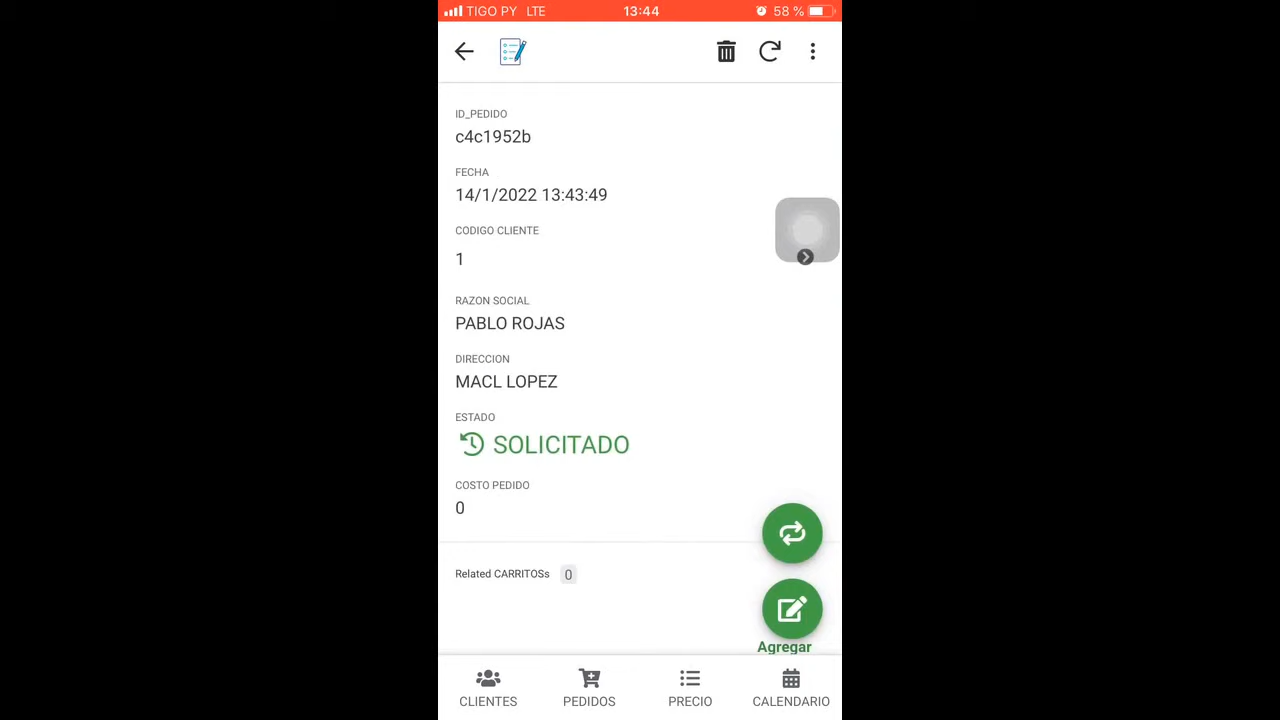 TIGO PY LTE 13:44 58 %
ID_PEDIDO
c4c1952b
FECHA
14/1/2022 13:43:49
CODIGO CLIENTE
1
RAZON SOCIAL
PABLO ROJAS
DIRECCION
MACL LOPEZ
ESTADO
SOLICITADO
COSTO PEDIDO
0
Related CARRITOSs 0
Agregar
CLIENTES PEDIDOS PRECIO CALENDARIO